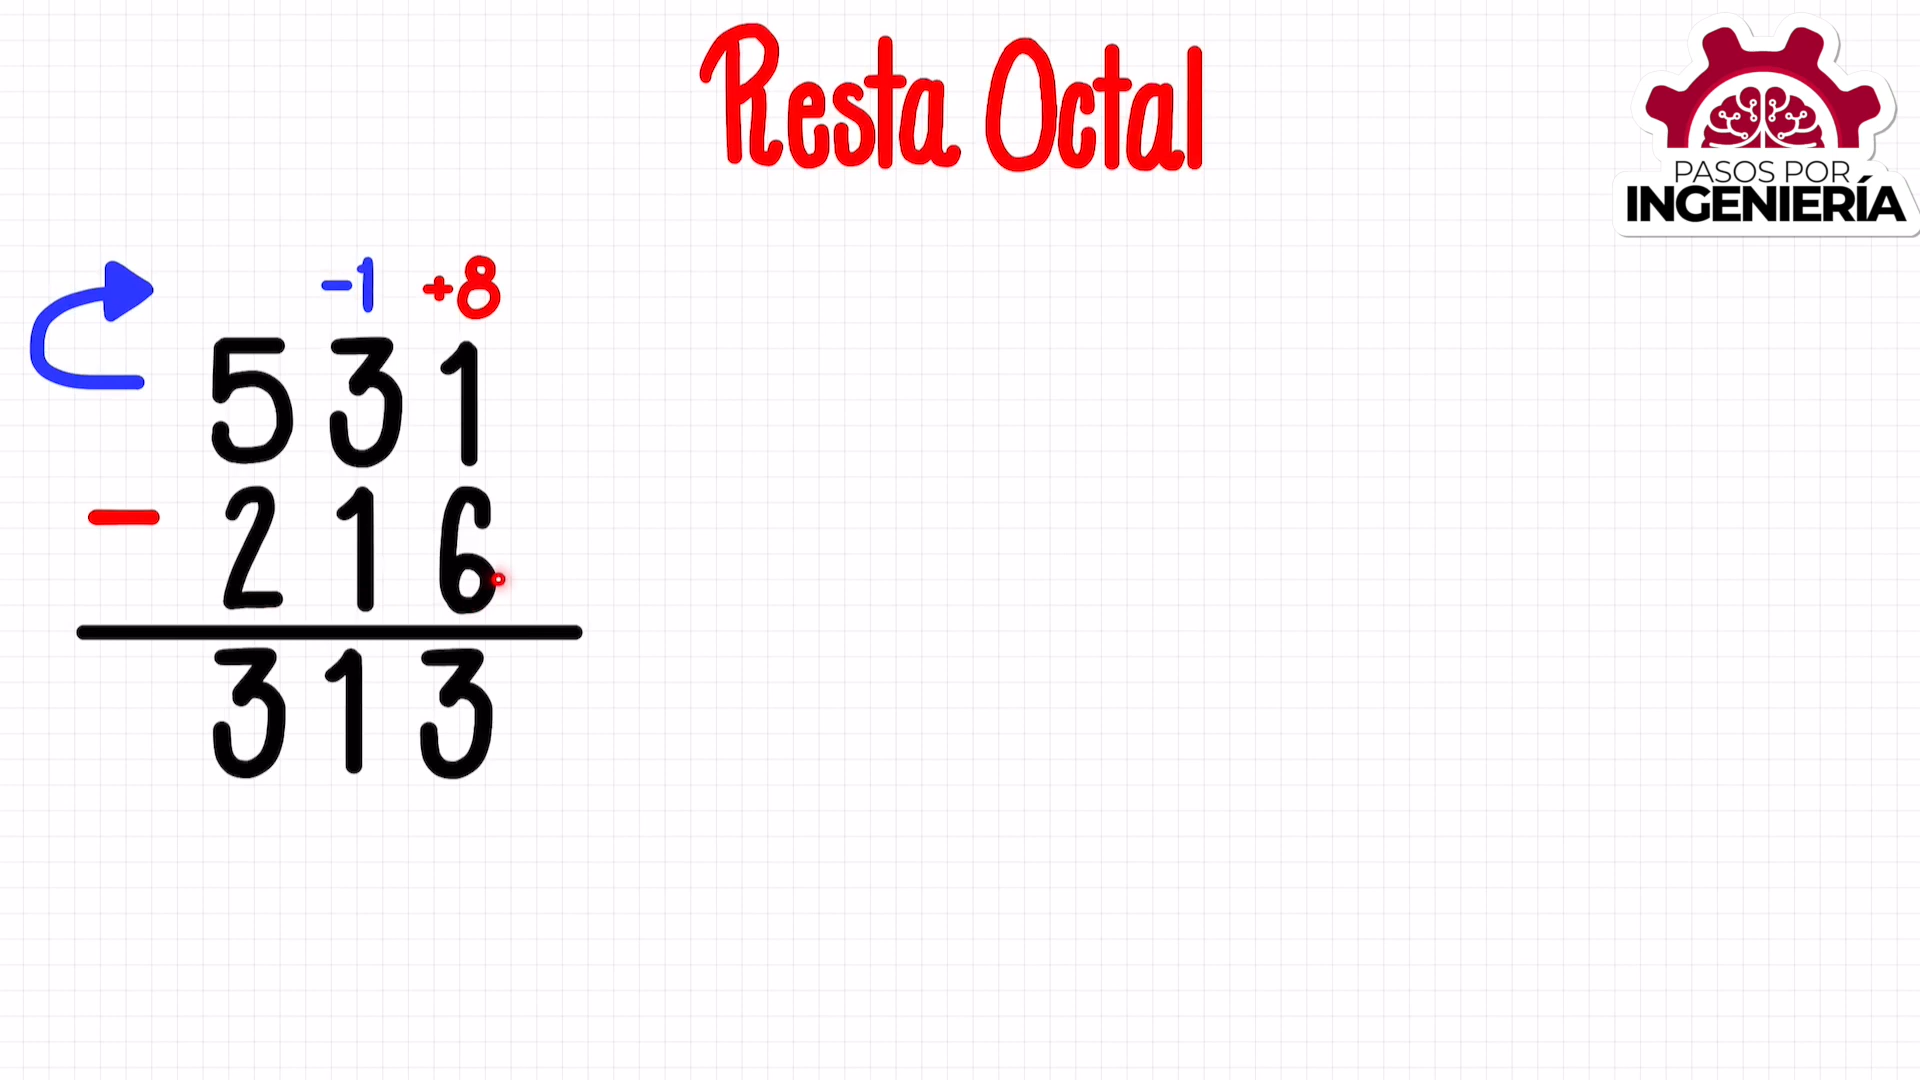 Resta Octal
PASOS POR
INGENIERÍA
-1 +8
531
- 216
313